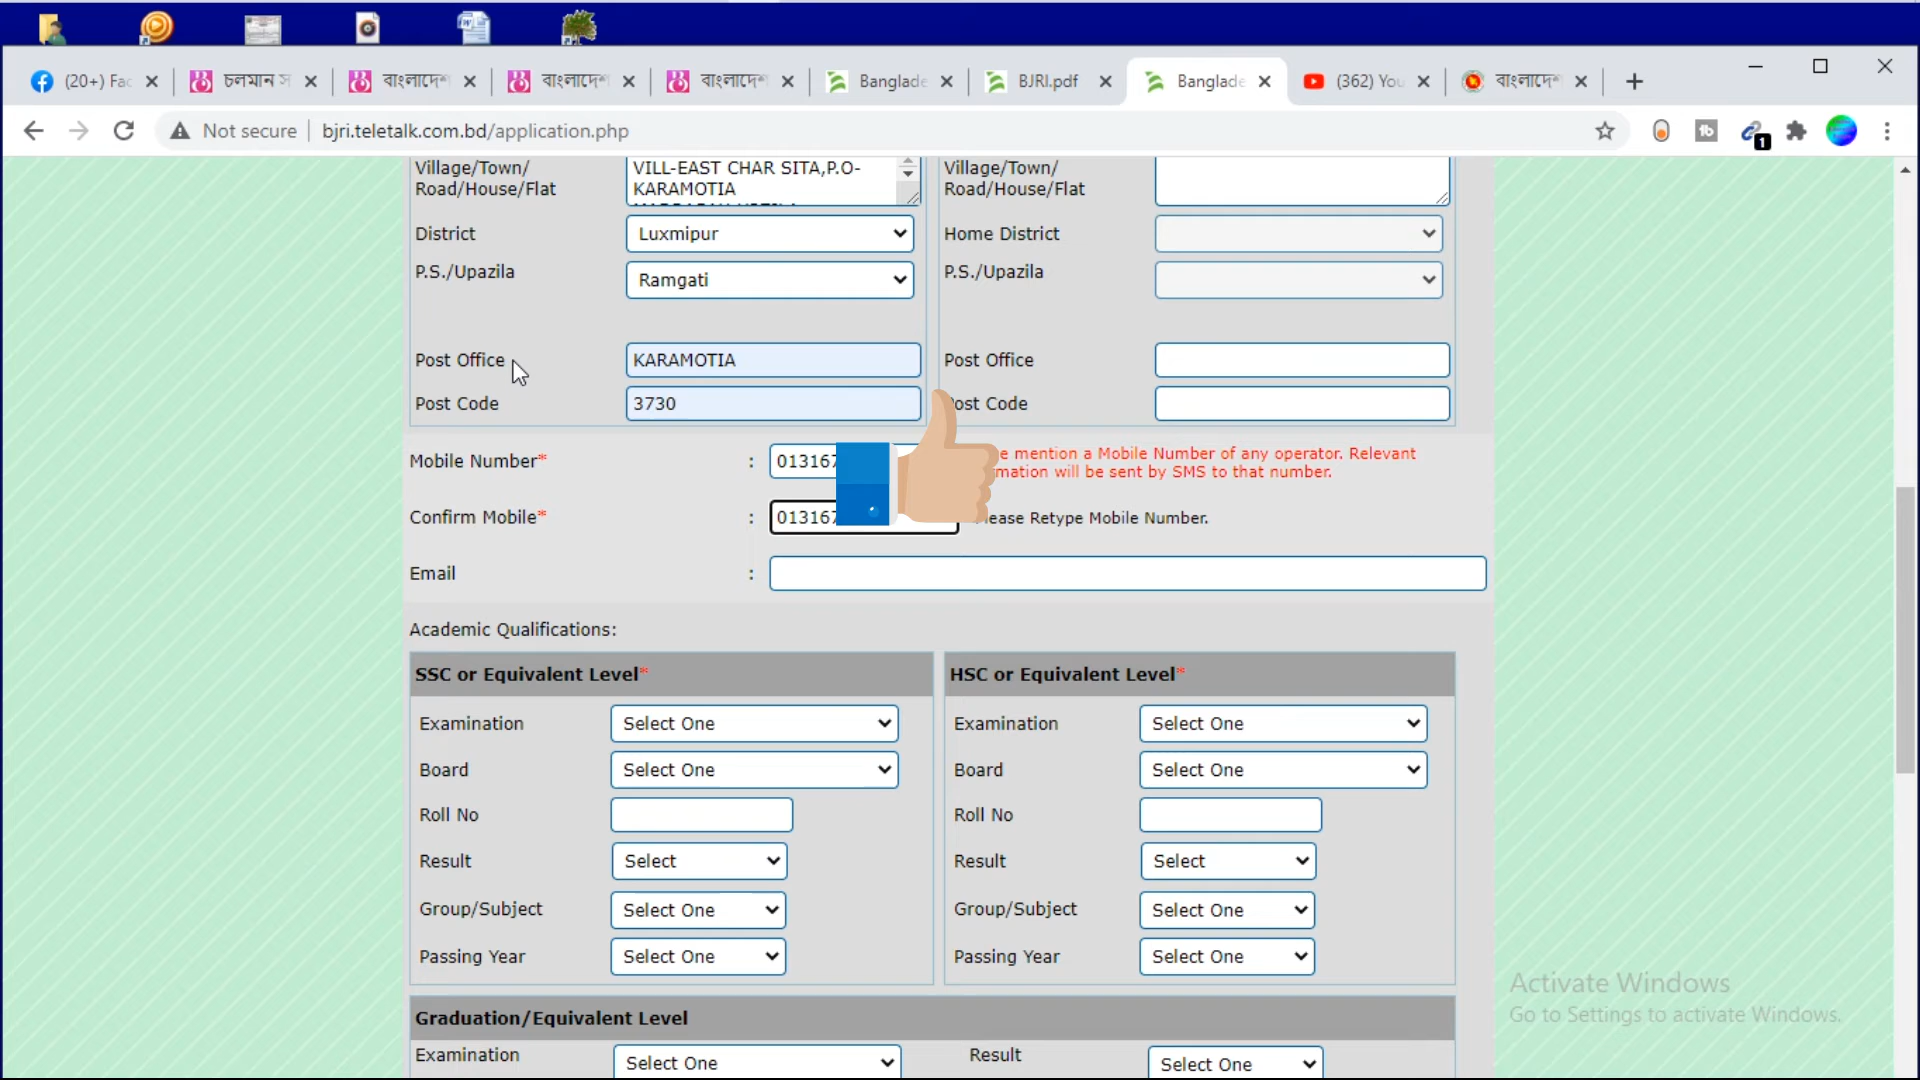 (20+) Fac
চলমান স
বাংলাদেশ
বাংলাদেশ
বাংলাদেশ
Banglade
BJRI.pdf
Banglade
(362) You
বাংলাদেশ
Not secure
bjri.teletalk.com.bd/application.php
1
Village/Town/
Road/House/Flat
VILL-EAST CHAR SITA,P.O-
KARAMOTIA
Village/Town/
Road/House/Flat
District
Luxmipur
Home District
P.S./Upazila
Ramgati
P.S./Upazila
Post Office
KARAMOTIA
Post Office
Post Code
3730
ost Code
Mobile Number*
:
01316
e mention a Mobile Number of any operator. Relevant
mation will be sent by SMS to that number.
Confirm Mobile*
:
01316
ease Retype Mobile Number.
Email
:
Academic Qualifications:
SSC or Equivalent Level*
HSC or Equivalent Level*
Examination
Select One
Examination
Select One
Board
Select One
Board
Select One
Roll No
Roll No
Result
Select
Result
Select
Group/Subject
Select One
Group/Subject
Select One
Passing Year
Select One
Passing Year
Select One
Graduation/Equivalent Level
Examination
Select One
Result
Select One
Activate Windows
Go to Settings to activate Windows.